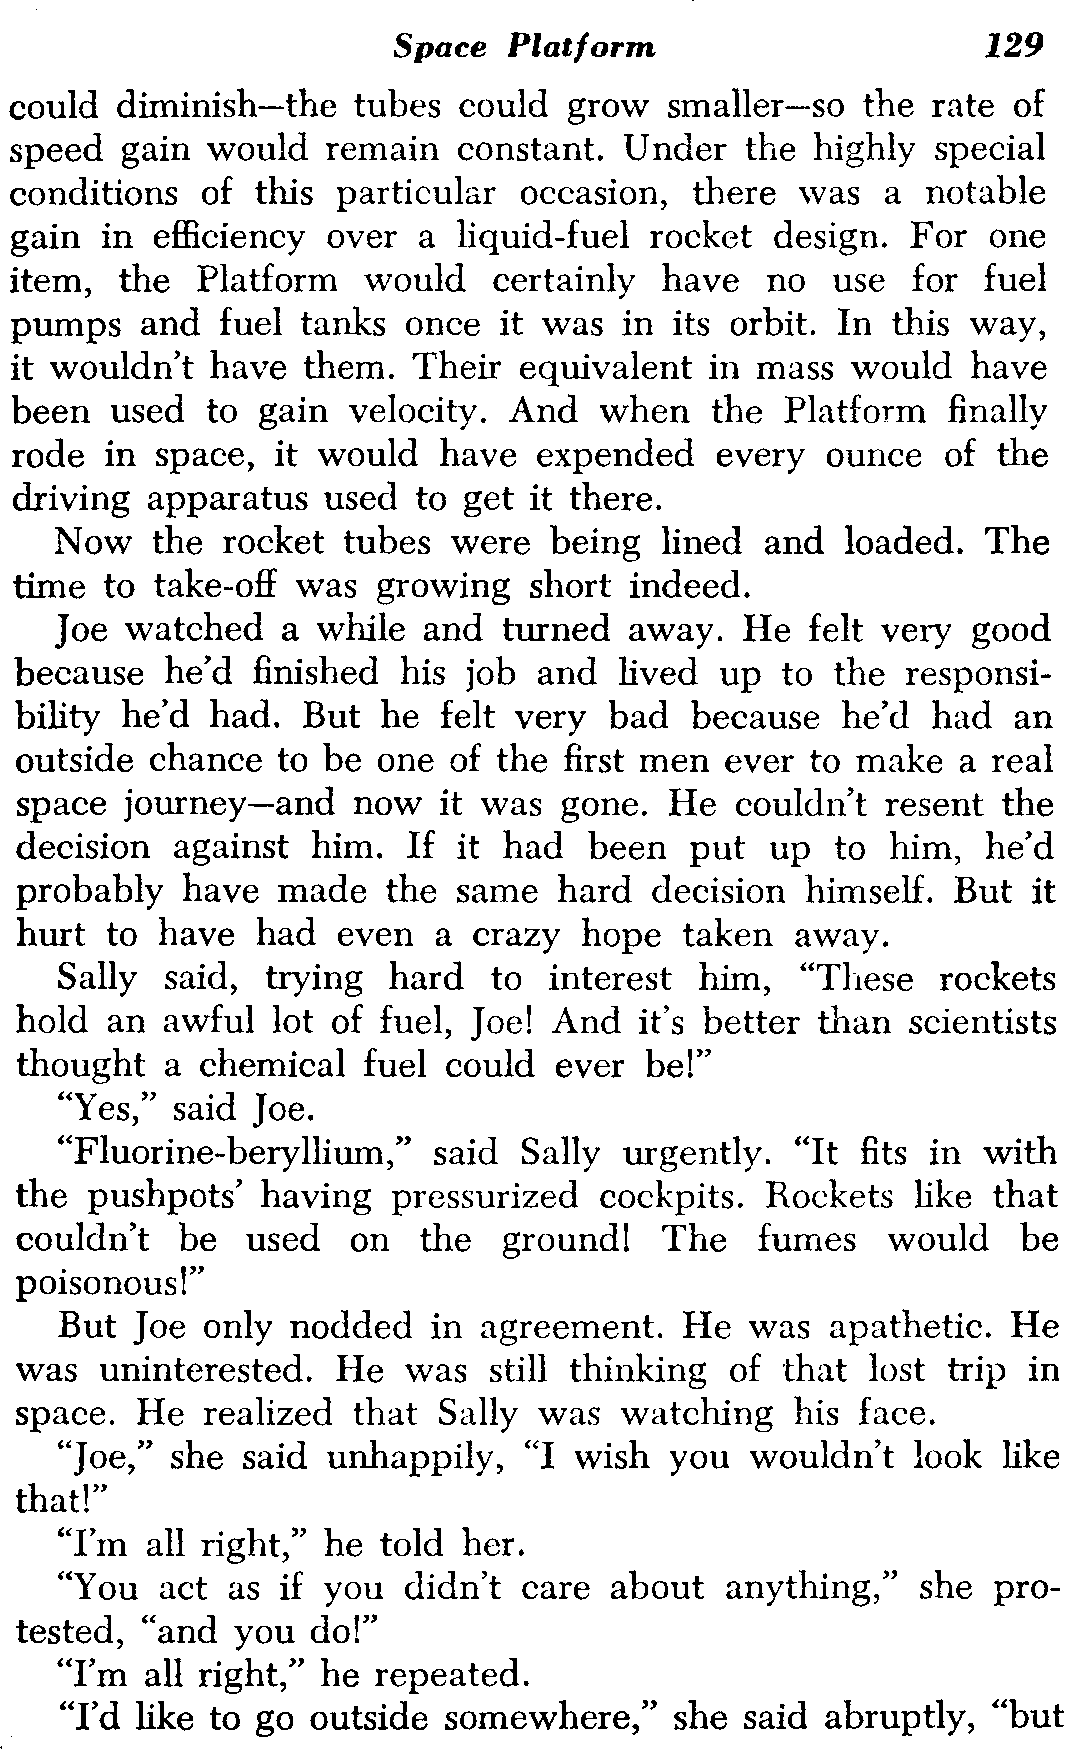 Space Platform 129
could diminish—the tubes could grow smaller—so the rate of
speed gain would remain constant. Under the highly special
conditions of this particular occasion, there was a notable
gain in efficiency over a liquid-fuel rocket design. For one
item, the Platform would certainly have no use for fuel
pumps and fuel tanks once it was in its orbit. In this way,
it wouldn't have them. Their equivalent in mass would have
been used to gain velocity. And when the Platform finally
rode in space, it would have expended every ounce of the
driving apparatus used to get it there.
Now the rocket tubes were being lined and loaded. The
time to take-off was growing short indeed.
Joe watched a while and turned away. He felt very good
because he'd finished his job and lived up to the responsi-
bility he'd had. But he felt very bad because he'd had an
outside chance to be one of the first men ever to make a real
space journey—and now it was gone. He couldn't resent the
decision against him. If it had been put up to him, he'd
probably have made the same hard decision himself. But it
hurt to have had even a crazy hope taken away.
Sally said, trying hard to interest him, “These rockets
hold an awful lot of fuel, Joe! And it's better than scientists
thought a chemical fuel could ever be!”
“Yes,” said Joe.
“Fluorine-beryllium,” said Sally urgently. “It fits in with
the pushpots' having pressurized cockpits. Rockets like that
couldn't be used on the ground! The fumes would be
poisonous!”
But Joe only nodded in agreement. He was apathetic. He
was uninterested. He was still thinking of that lost trip in
space. He realized that Sally was watching his face.
“Joe,” she said unhappily, “I wish you wouldn't look like
that!”
“I'm all right,” he told her.
“You act as if you didn't care about anything,” she pro-
tested, “and you do!”
“I'm all right,” he repeated.
“I'd like to go outside somewhere,” she said abruptly, “but